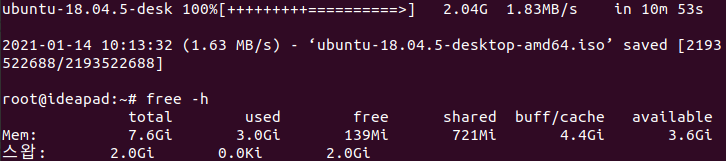 ubuntu-18.04.5-desk 100%[+++++++++==========>]   2.04G  1.83MB/s    in 10m 53s
2021-01-14 10:13:32 (1.63 MB/s) - ‘ubuntu-18.04.5-desktop-amd64.iso’ saved [2193
522688/2193522688]
root@ideapad:~# free -h
total        used        free      shared  buff/cache   available
Mem:          7.6Gi       3.0Gi       139Mi       721Mi       4.4Gi       3.6Gi
스왑:       2.0Gi       0.0Ki       2.0Gi